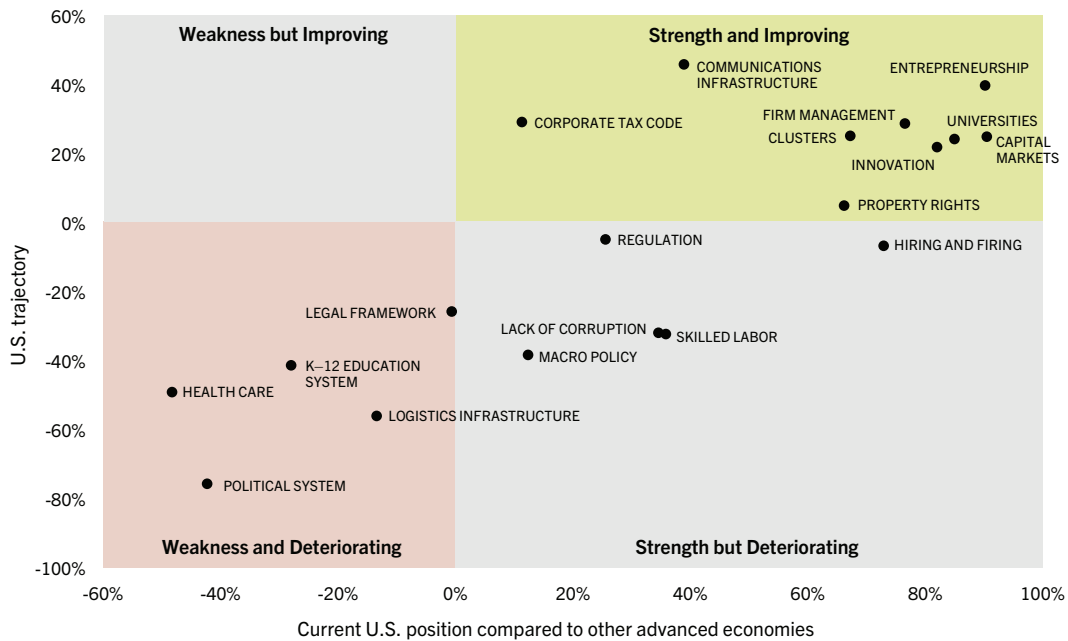 60%
Weakness but Improving
Strength and Improving
COMMUNICATIONS
INFRASTRUCTURE
ENTREPRENEURSHIP
40%
CORPORATE TAX CODE
FIRM MANAGEMENT
UNIVERSITIES
CLUSTERS
CAPITAL
MARKETS
20%
INNOVATION
PROPERTY RIGHTS
0%
REGULATION
HIRING AND FIRING
-20%
LEGAL FRAMEWORK
LACK OF CORRUPTION
SKILLED LABOR
-40%
MACRO POLICY
K–12 EDUCATION
SYSTEM
HEALTH CARE
LOGISTICS INFRASTRUCTURE
-60%
POLITICAL SYSTEM
-80%
Weakness and Deteriorating
Strength but Deteriorating
-100%
U.S. trajectory
-60%
-40%
-20%
0%
20%
40%
60%
80%
100%
Current U.S. position compared to other advanced economies